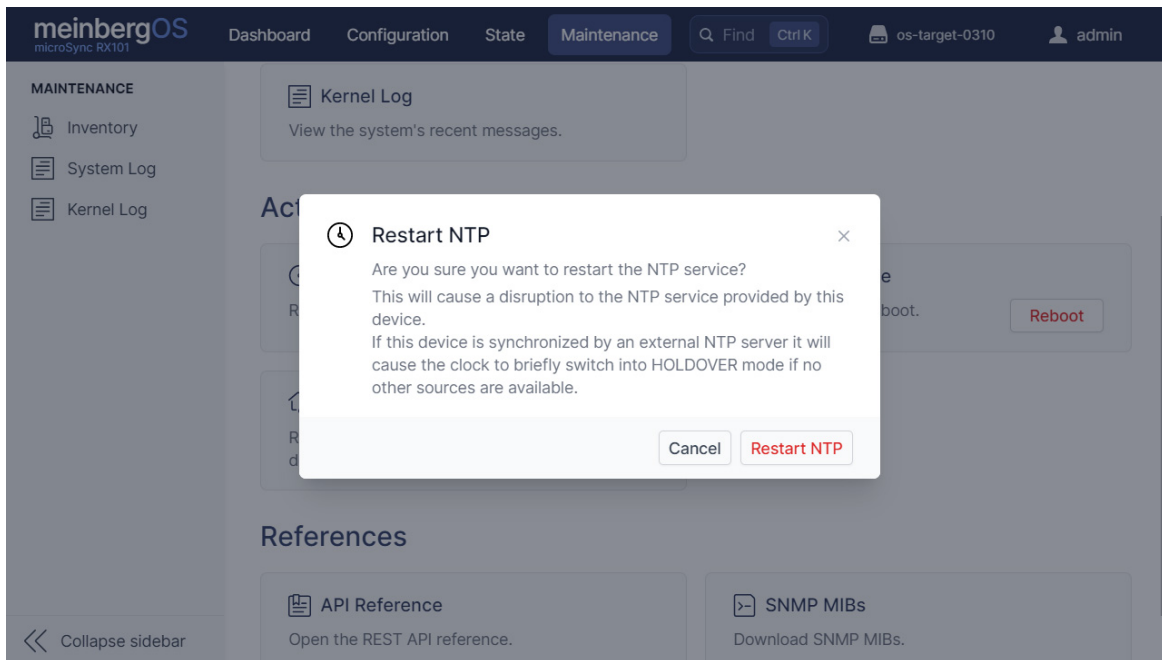 meinbergOS
microSync RX101
Dashboard Configuration State Maintenance Find Ctrl K os-target-0310 admin
MAINTENANCE
Inventory
System Log
Kernel Log
Kernel Log
View the system's recent messages.
Restart NTP
Are you sure you want to restart the NTP service?
This will cause a disruption to the NTP service provided by this
device.
If this device is synchronized by an external NTP server it will
cause the clock to briefly switch into HOLDOVER mode if no
other sources are available.
Cancel Restart NTP
boot.
Reboot
References
API Reference
Open the REST API reference.
SNMP MIBs
Download SNMP MIBs.
Collapse sidebar